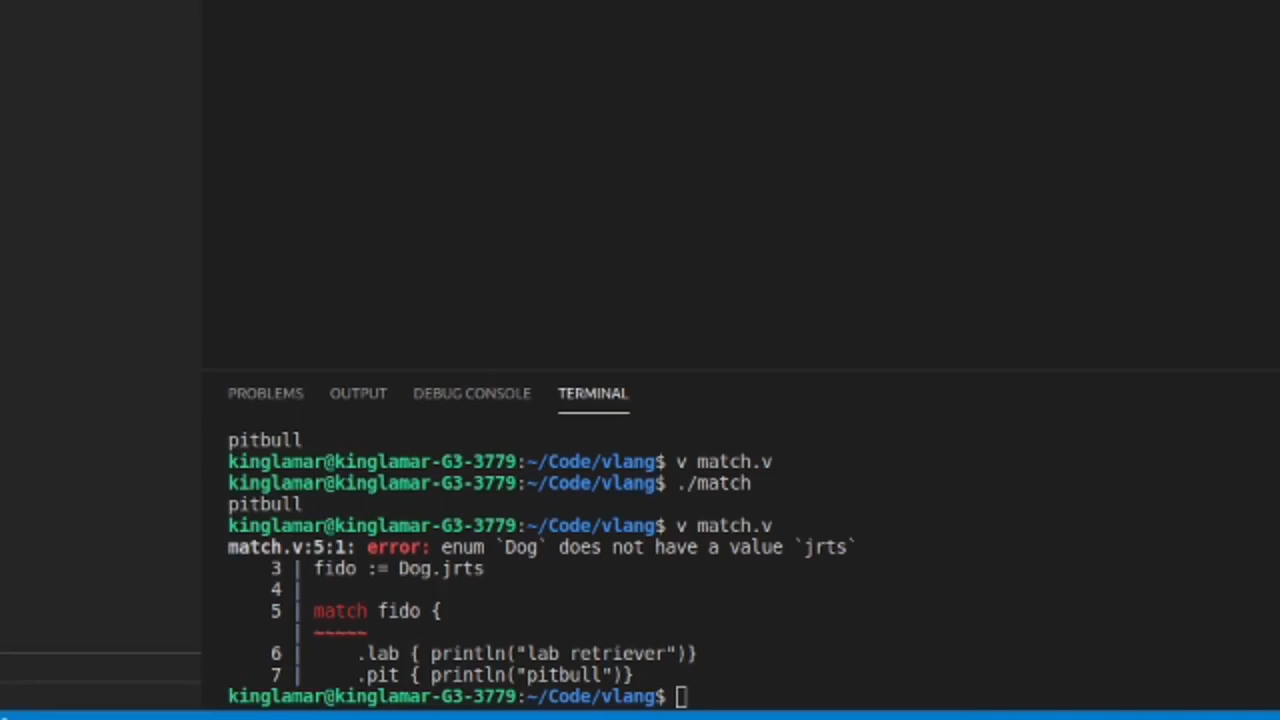 PROBLEMS OUTPUT DEBUG CONSOLE TERMINAL
pitbull
kinglamar@kinglamar-G3-3779:~/Code/vlang$ v match.v
kinglamar@kinglamar-G3-3779:~/Code/vlang$ ./match
pitbull
kinglamar@kinglamar-G3-3779:~/Code/vlang$ v match.v
match.v:5:1: error: enum `Dog` does not have a value `jrts`
3 | fido := Dog.jrts
4 |
5 | match fido {
| ~~~~~
6 | .lab { println("lab retriever")}
7 | .pit { println("pitbull")}
kinglamar@kinglamar-G3-3779:~/Code/vlang$